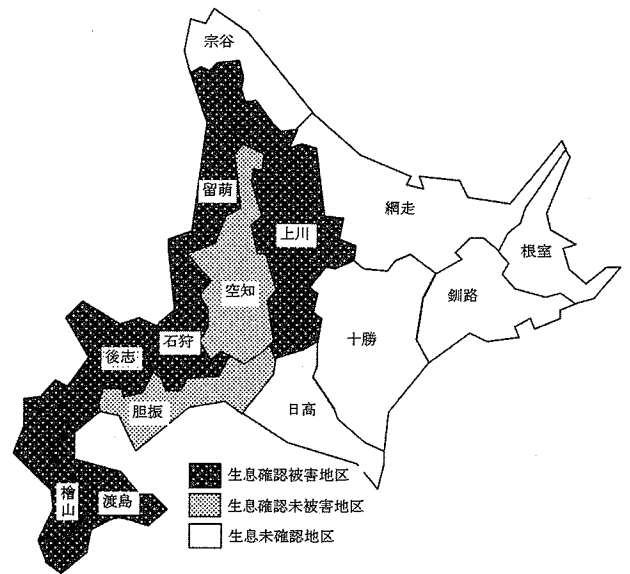 宗谷
留萌
網走
上川
根室
空知
釧路
石狩
十勝
後志
胆振
日高
檜山
渡島
生息確認被害地区
生息確認未被害地区
生息未確認地区